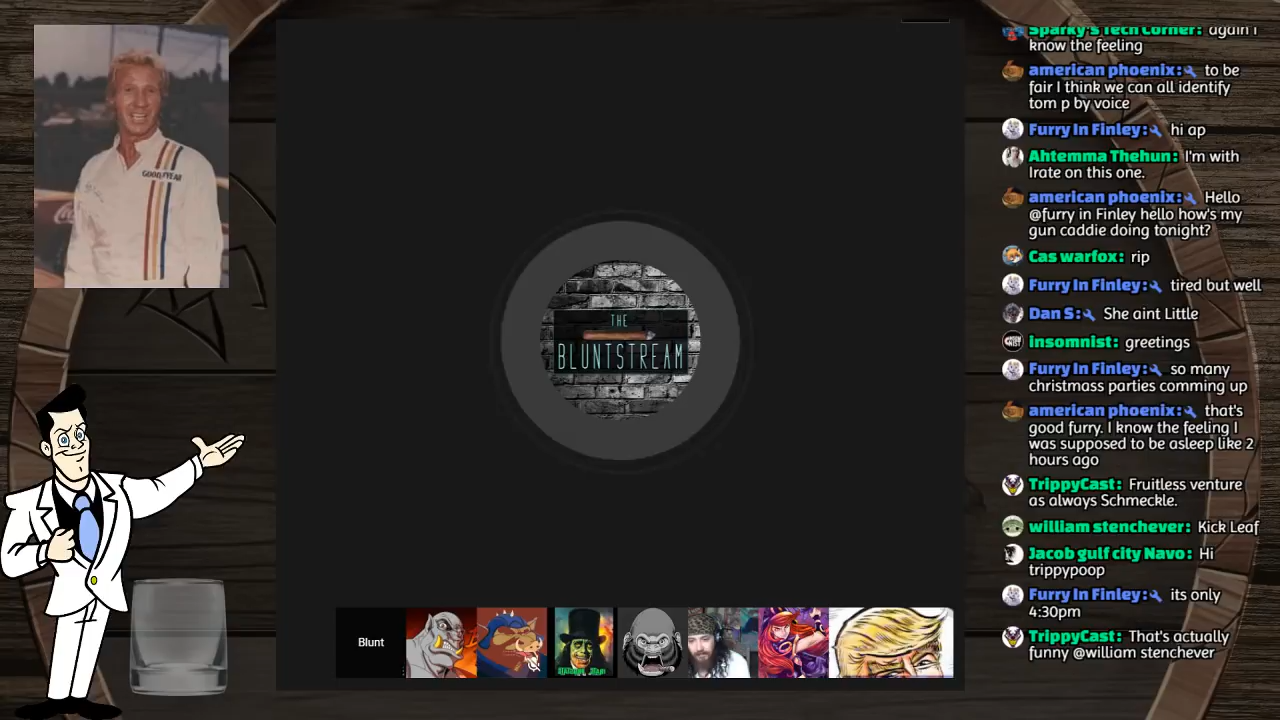 GOODYEAR
THE
BLUNTSTREAM
Blunt
Sparky's Tech Corner: again I
know the feeling
american phoenix: to be
fair I think we can all identify
tom p by voice
Furry In Finley: hi ap
Ahtemma Thehun: I'm with
Irate on this one.
american phoenix: Hello
@furry in Finley hello how's my
gun caddie doing tonight?
Cas warfox: rip
Furry In Finley: tired but well
Dan S: She aint Little
insomnist: greetings
Furry In Finley: so many
christmass parties comming up
american phoenix: that's
good furry. I know the feeling I
was supposed to be asleep like 2
hours ago
TrippyCast: Fruitless venture
as always Schmeckle.
william stenchever: Kick Leaf
Jacob gulf city Navo: Hi
trippypoop
Furry In Finley: its only
4:30pm
TrippyCast: That's actually
funny @william stenchever